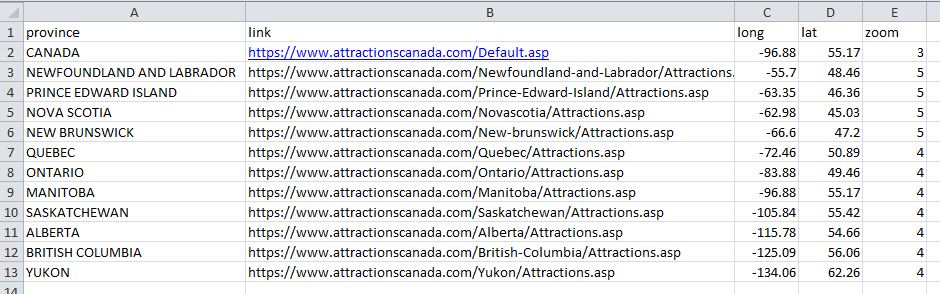 A B C D E
1 province link long lat zoom
2 CANADA https://www.attractionscanada.com/Default.asp -96.88 55.17 3
3 NEWFOUNDLAND AND LABRADOR https://www.attractionscanada.com/Newfoundland-and-Labrador/Attractions. -55.7 48.46 5
4 PRINCE EDWARD ISLAND https://www.attractionscanada.com/Prince-Edward-Island/Attractions.asp -63.35 46.36 5
5 NOVA SCOTIA https://www.attractionscanada.com/Novascotia/Attractions.asp -62.98 45.03 5
6 NEW BRUNSWICK https://www.attractionscanada.com/New-brunswick/Attractions.asp -66.6 47.2 5
7 QUEBEC https://www.attractionscanada.com/Quebec/Attractions.asp -72.46 50.89 4
8 ONTARIO https://www.attractionscanada.com/Ontario/Attractions.asp -83.88 49.46 4
9 MANITOBA https://www.attractionscanada.com/Manitoba/Attractions.asp -96.88 55.17 4
10 SASKATCHEWAN https://www.attractionscanada.com/Saskatchewan/Attractions.asp -105.84 55.42 4
11 ALBERTA https://www.attractionscanada.com/Alberta/Attractions.asp -115.78 54.66 4
12 BRITISH COLUMBIA https://www.attractionscanada.com/British-Columbia/Attractions.asp -125.09 56.06 4
13 YUKON https://www.attractionscanada.com/Yukon/Attractions.asp -134.06 62.26 4
14